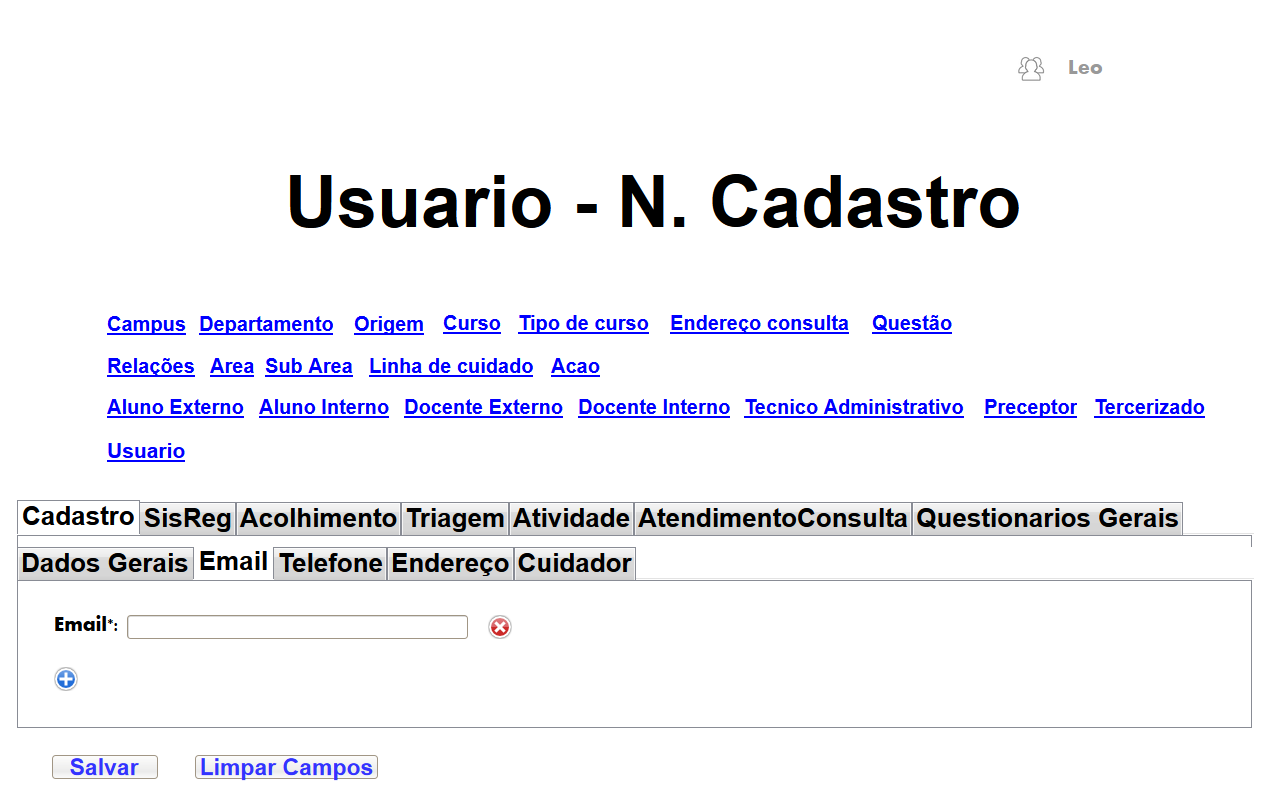 Leo
Usuario - N. Cadastro
Campus Departamento Origem Curso Tipo de curso Endereço consulta Questão
Relações Area Sub Area Linha de cuidado Acao
Aluno Externo Aluno Interno Docente Externo Docente Interno Tecnico Administrativo Preceptor Tercerizado
Usuario
Cadastro SisReg Acolhimento Triagem Atividade AtendimentoConsulta Questionarios Gerais
Dados Gerais Email Telefone Endereço Cuidador
Email*:
Salvar Limpar Campos